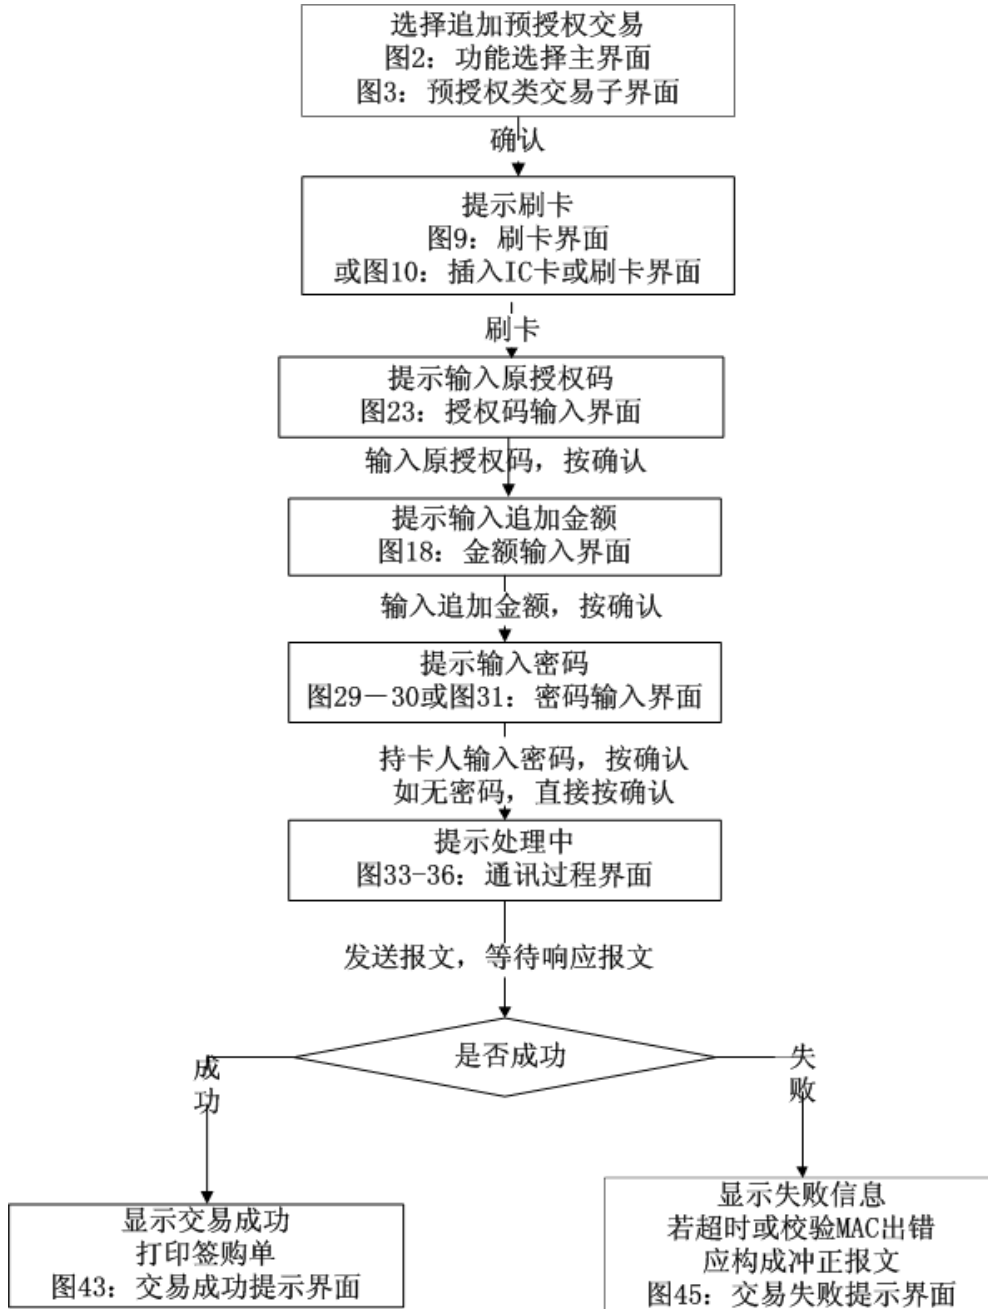 选择追加预授权交易
图2：功能选择主界面
图3：预授权类交易子界面
确认
提示刷卡
图9：刷卡界面
或图10：插入IC卡或刷卡界面
刷卡
提示输入原授权码
图23：授权码输入界面
输入原授权码，按确认
提示输入追加金额
图18：金额输入界面
输入追加金额，按确认
提示输入密码
图29－30或图31：密码输入界面
持卡人输入密码，按确认
如无密码，直接按确认
提示处理中
图33-36：通讯过程界面
发送报文，等待响应报文
是否成功
成功
失败
显示交易成功
打印签购单
图43：交易成功提示界面
显示失败信息
若超时或校验MAC出错
应构成冲正报文
图45：交易失败提示界面